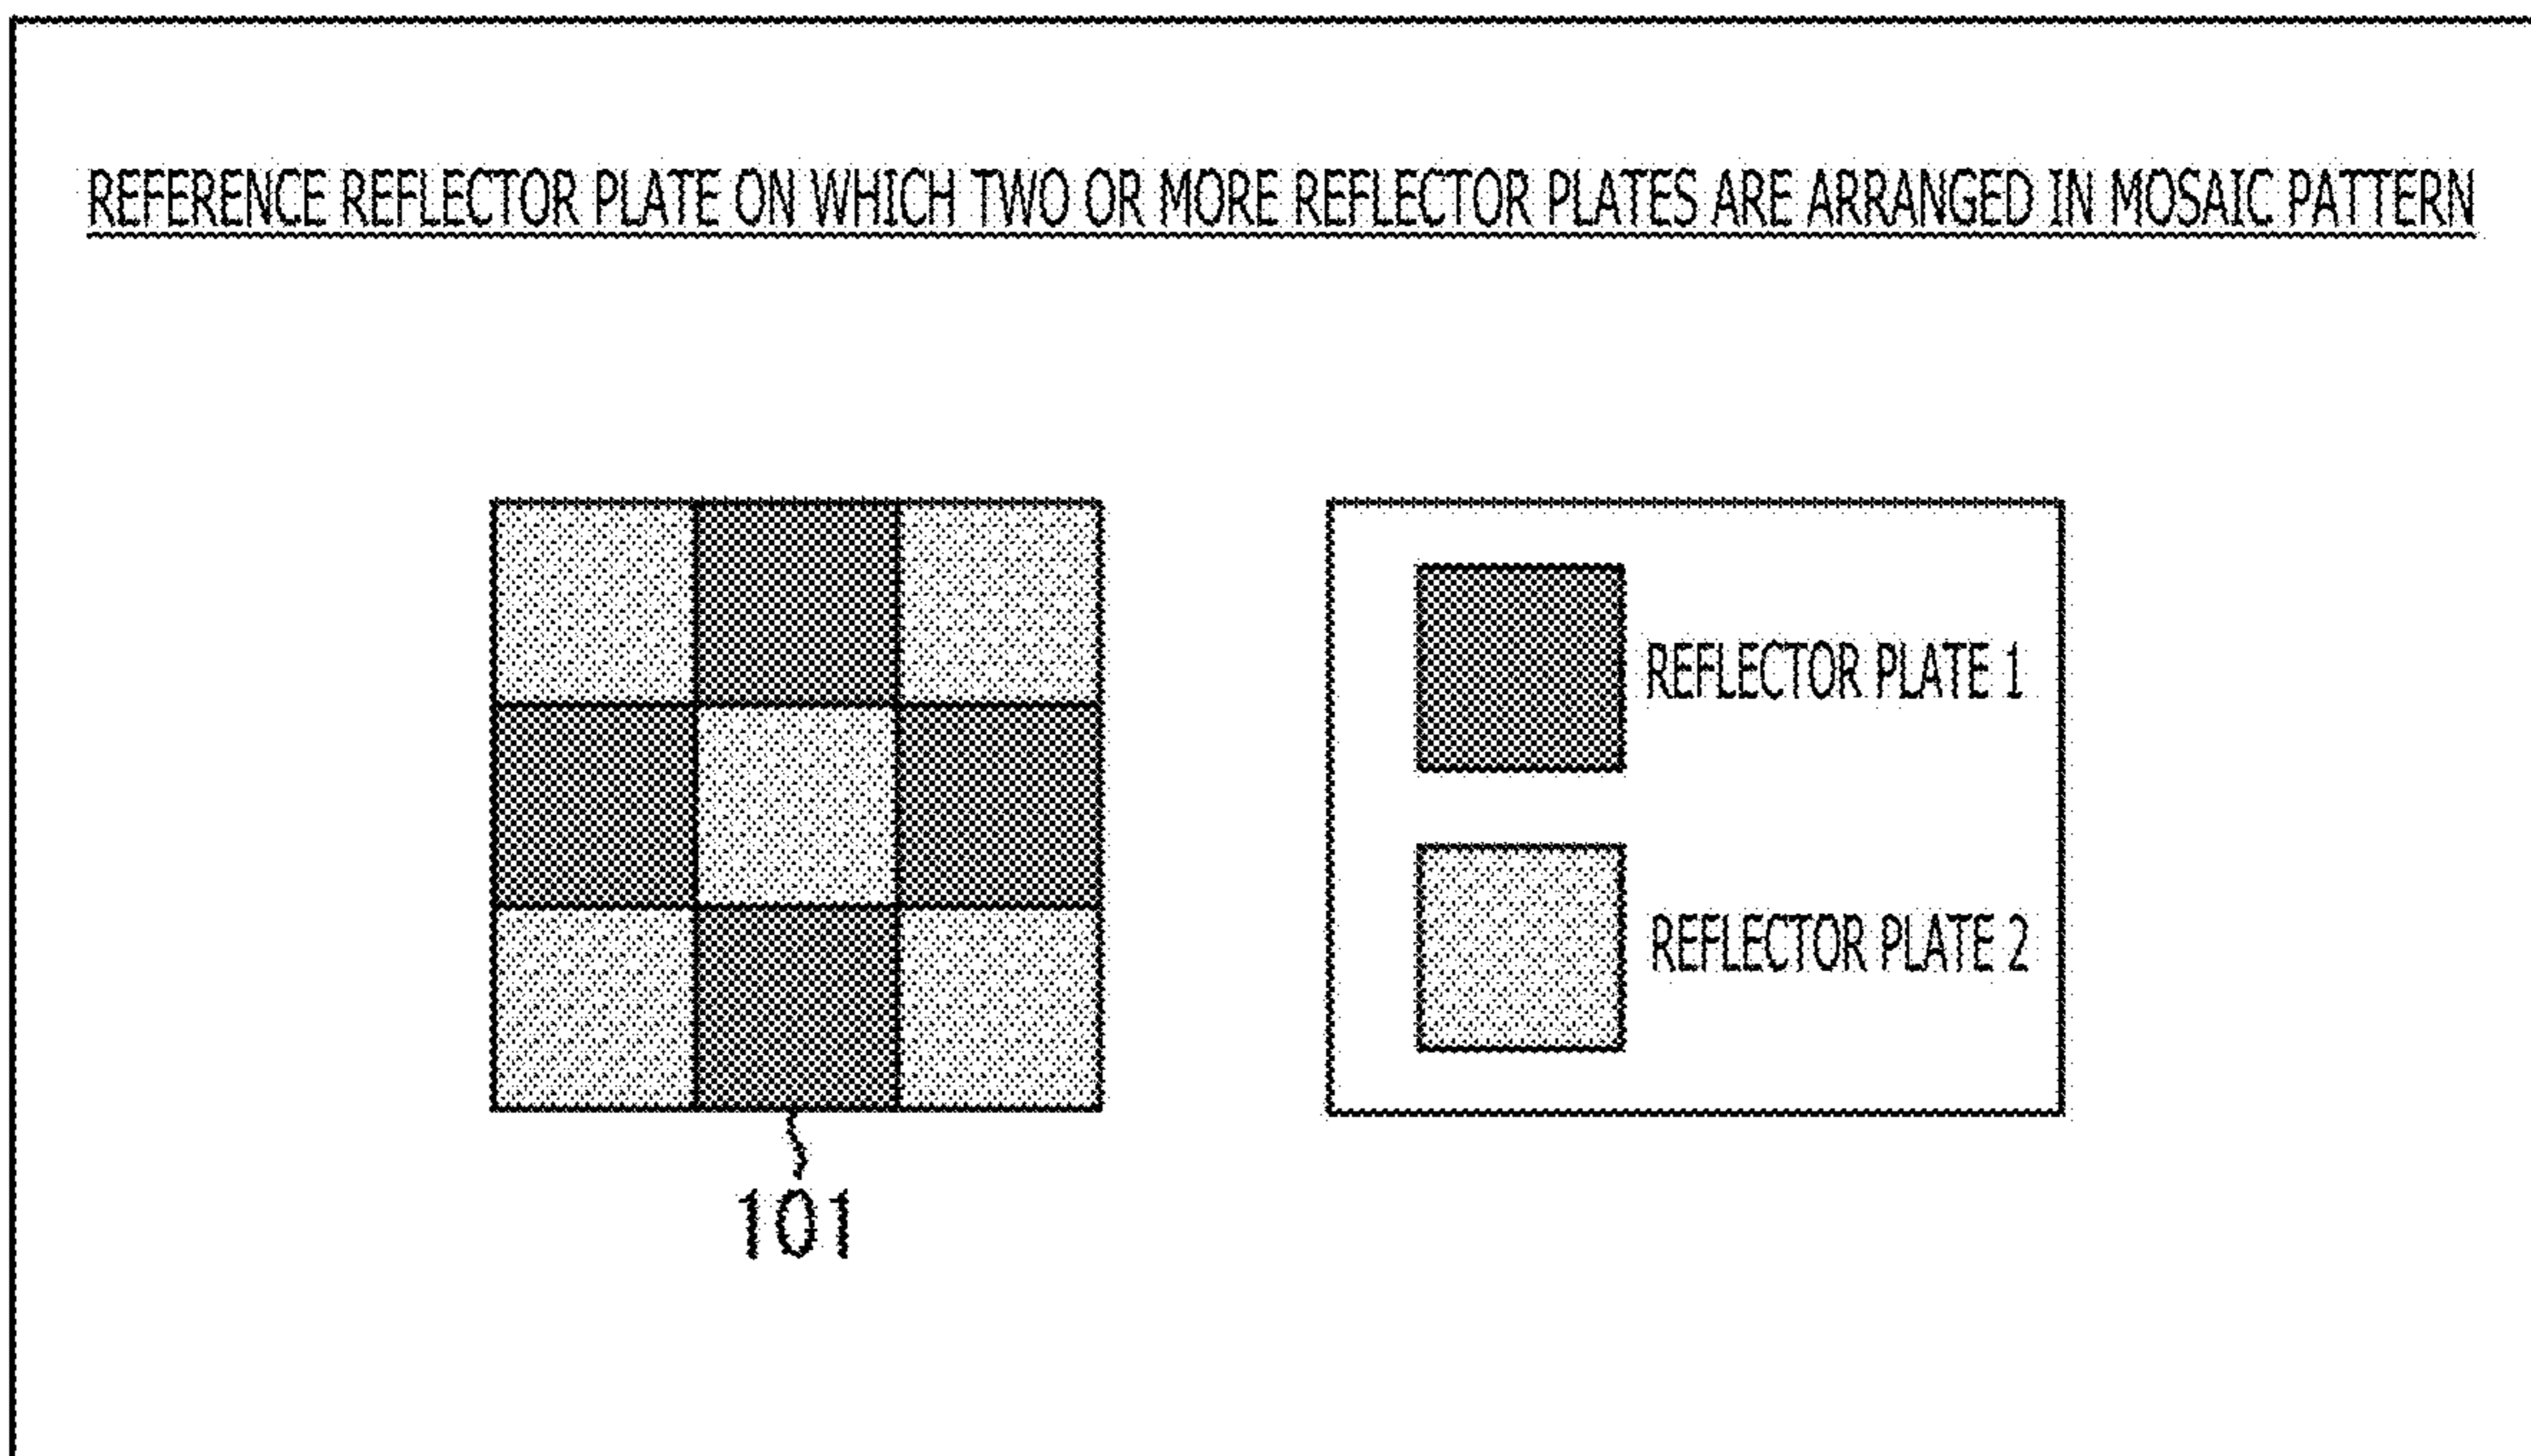 REFERENCE REFLECTOR PLATE ON WHICH TWO OR MORE REFLECTOR PLATES ARE ARRANGED IN MOSAIC PATTERN
REFLECTOR PLATE 1
REFLECTOR PLATE 2
101